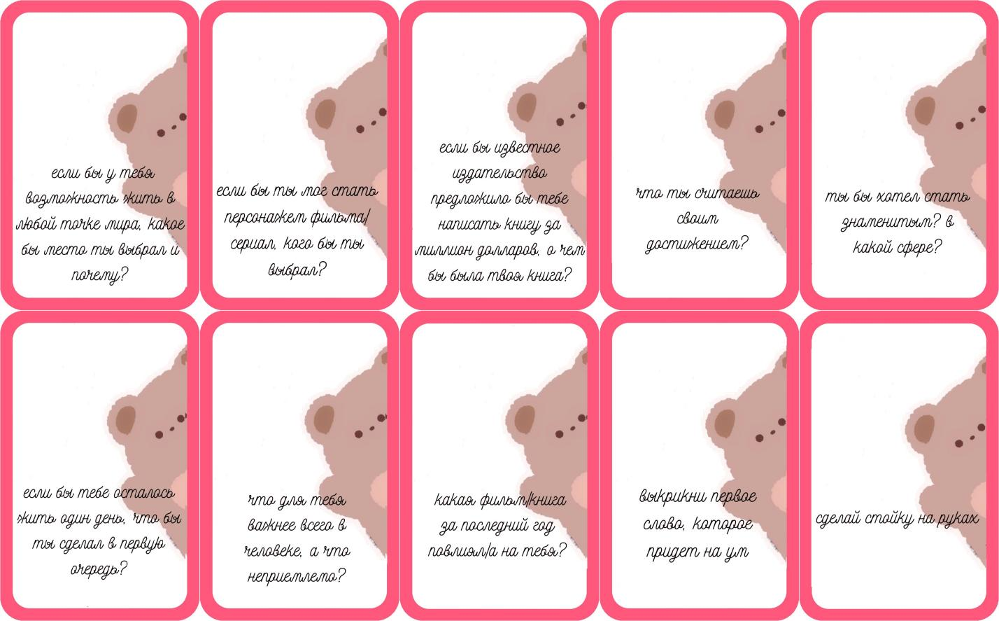 если бы у тебя
возможность жить в
любой точке мира, какое
бы место ты выбрал и
почему?
если бы ты мог стать
персонажем фильма/
сериал, кого бы ты
выбрал?
если бы известное
издательство
предложило бы тебе
написать книгу за
миллион долларов, о чем
бы была твоя книга?
что ты считаешь
своим
достижением?
ты бы хотел стать
знаменитым? в
какой сфере?
если бы тебе осталось
жить один день, что бы
ты сделал в первую
очередь?
что для тебя
важнее всего в
человеке, а что
неприемлемо?
какая фильм/книга
за последний год
повлиял/а на тебя?
выкрикни первое
слово, которое
придет на ум
сделай стойку на руках